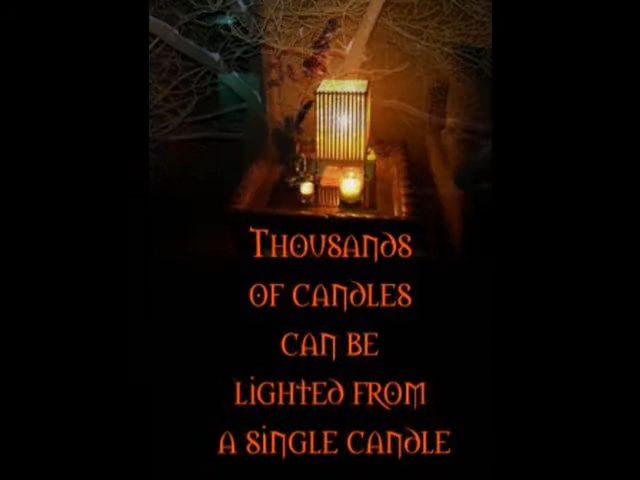 Thousands
of candles
can be
lighted from
a single candle